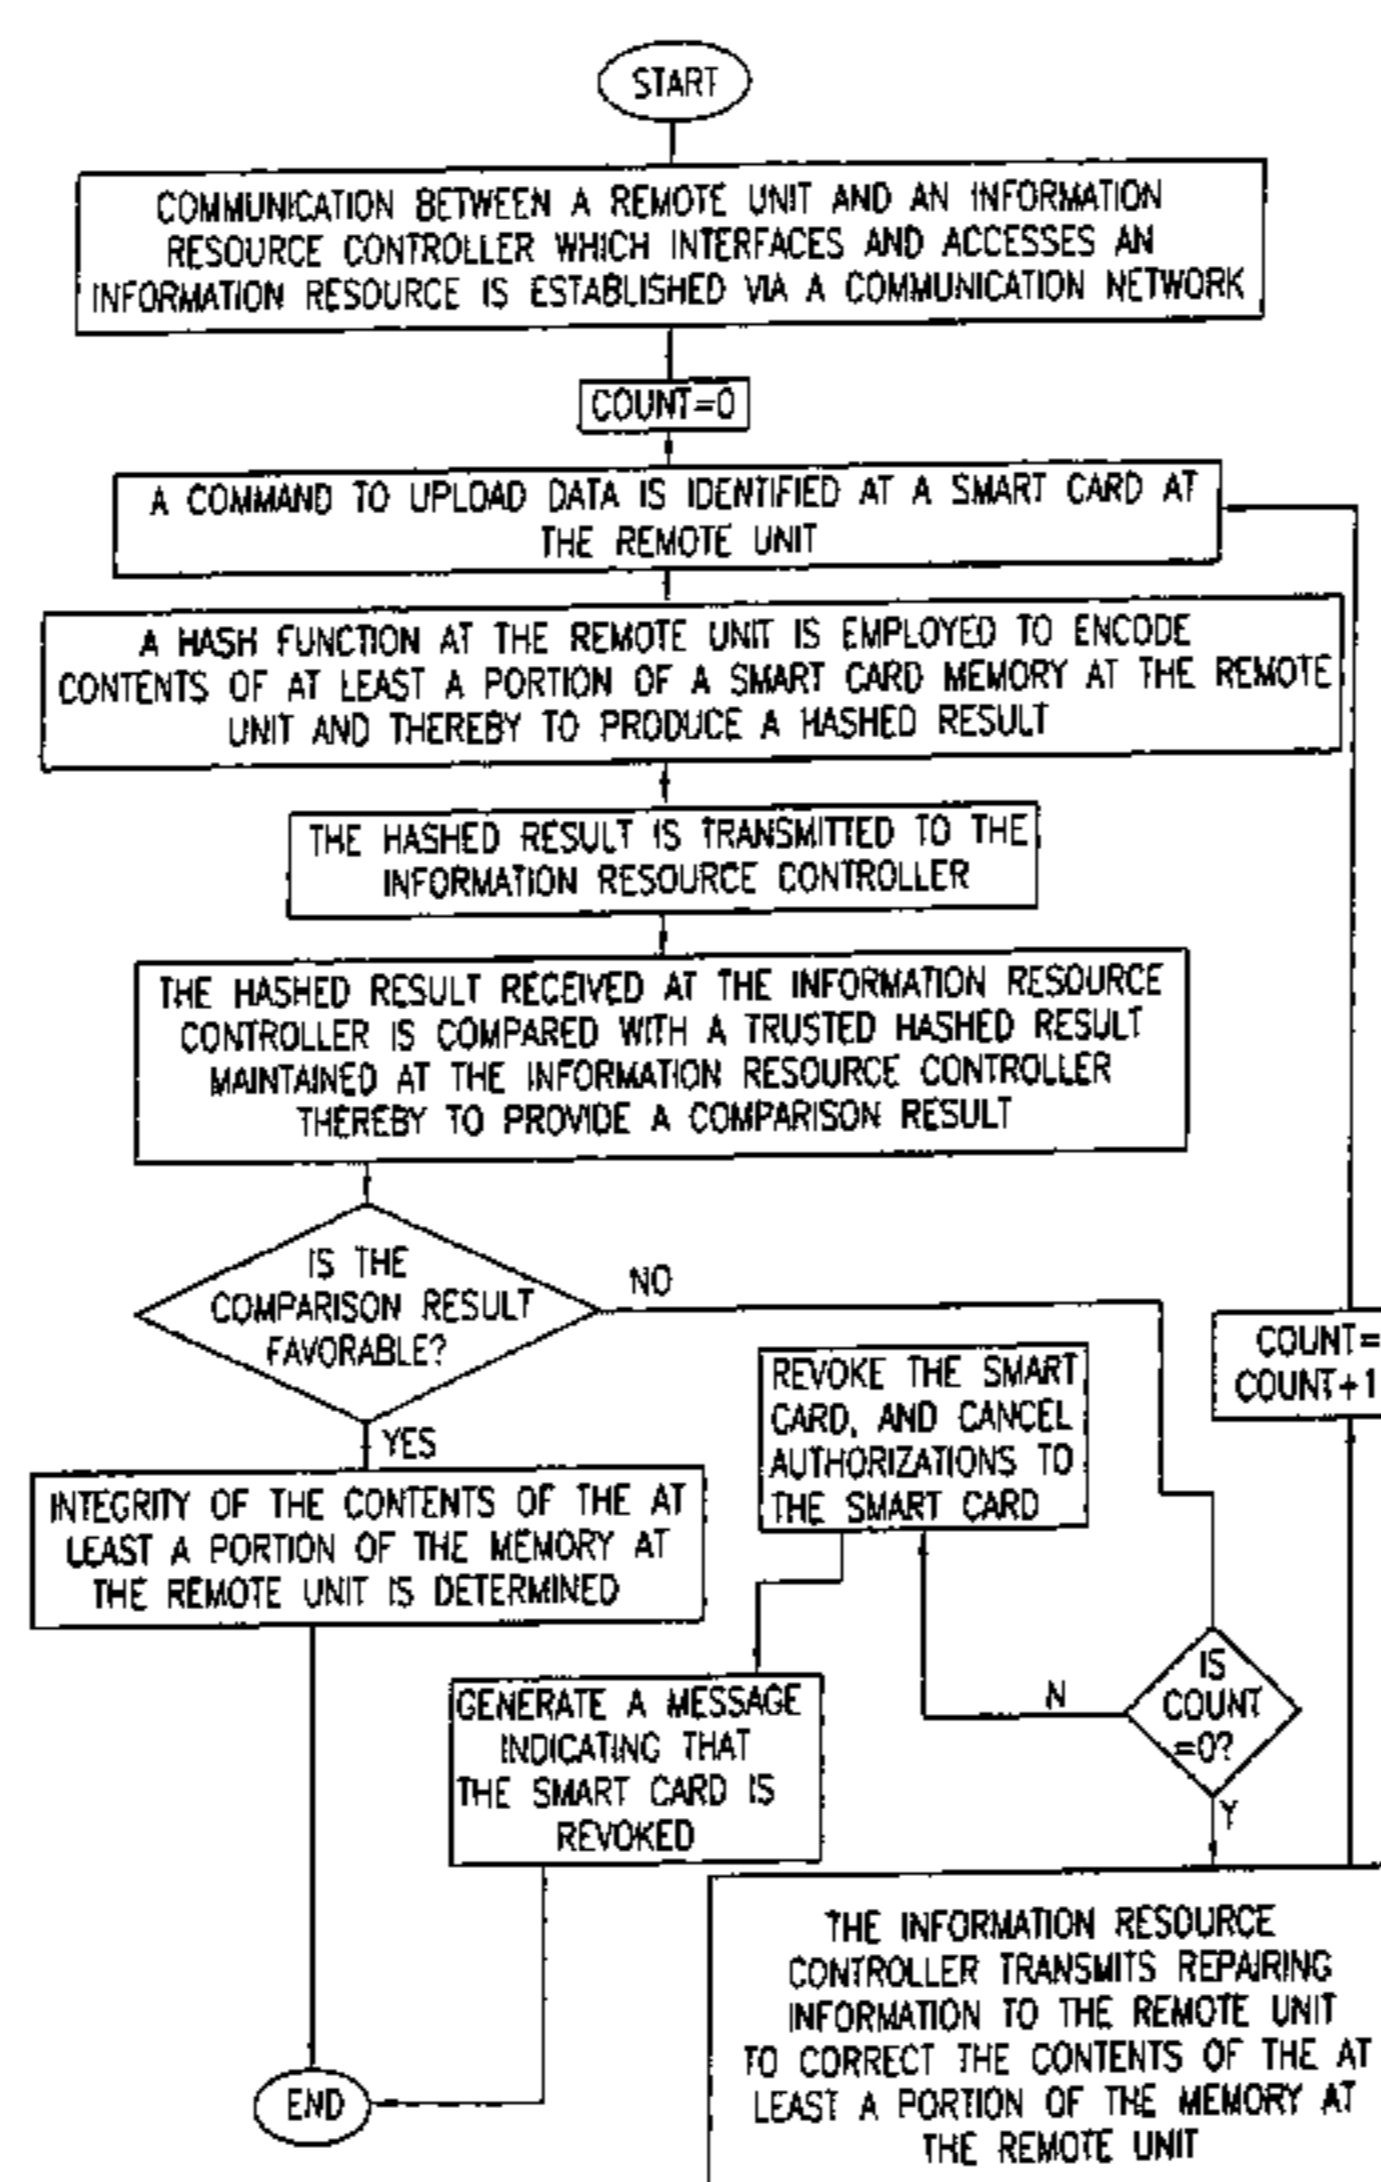 START
COMMUNICATION BETWEEN A REMOTE UNIT AND AN INFORMATION
RESOURCE CONTROLLER WHICH INTERFACES AND ACCESSES AN
INFORMATION RESOURCE IS ESTABLISHED VIA A COMMUNICATION NETWORK
COUNT=0
A COMMAND TO UPLOAD DATA IS IDENTIFIED AT A SMART CARD AT
THE REMOTE UNIT
A HASH FUNCTION AT THE REMOTE UNIT IS EMPLOYED TO ENCODE
CONTENTS OF AT LEAST A PORTION OF A SMART CARD MEMORY AT THE REMOTE
UNIT AND THEREBY TO PRODUCE A HASHED RESULT
THE HASHED RESULT IS TRANSMITTED TO THE
INFORMATION RESOURCE CONTROLLER
THE HASHED RESULT RECEIVED AT THE INFORMATION RESOURCE
CONTROLLER IS COMPARED WITH A TRUSTED HASHED RESULT
MAINTAINED AT THE INFORMATION RESOURCE CONTROLLER
THEREBY TO PROVIDE A COMPARISON RESULT
IS THE
COMPARISON RESULT
FAVORABLE?
NO
YES
COUNT=
COUNT+1
REVOKE THE SMART
CARD, AND CANCEL
AUTHORIZATIONS TO
THE SMART CARD
INTEGRITY OF THE CONTENTS OF THE AT
LEAST A PORTION OF THE MEMORY AT
THE REMOTE UNIT IS DETERMINED
IS
COUNT
=0?
N
Y
GENERATE A MESSAGE
INDICATING THAT
THE SMART CARD IS
REVOKED
THE INFORMATION RESOURCE
CONTROLLER TRANSMITS REPAIRING
INFORMATION TO THE REMOTE UNIT
TO CORRECT THE CONTENTS OF THE AT
LEAST A PORTION OF THE MEMORY AT
THE REMOTE UNIT
END